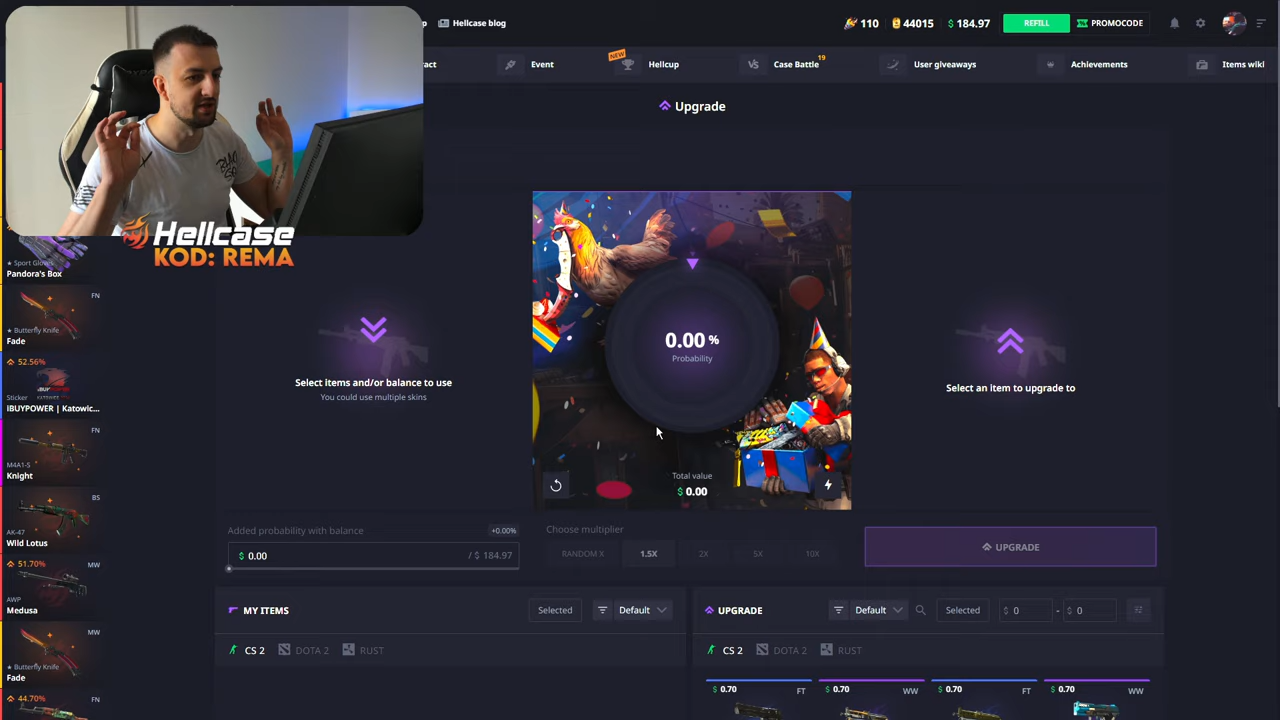 Hellcase blog
110
44015
$ 184.97
REFILL
PROMOCODE
Event
NEW
Hellcup
VS
Case Battle
19
User giveaways
Achievements
Items wiki
Upgrade
Hellcase
KOD: REMA
★ Sport Gloves
Pandora's Box
FN
★ Butterfly Knife
Fade
52.56%
Sticker
IBUYPOWER | Katowic...
FN
M4A1-S
Knight
BS
AK-47
Wild Lotus
51.70%
MW
AWP
Medusa
MW
★ Butterfly Knife
Fade
44.70%
FN
Select items and/or balance to use
You could use multiple skins
0.00 %
Probability
Total value
$ 0.00
Select an item to upgrade to
Added probability with balance
+0.00%
$ 0.00
/ $ 184.97
Choose multiplier
RANDOM X
1.5X
2X
5X
10X
UPGRADE
MY ITEMS
Selected
Default
CS 2
DOTA 2
RUST
UPGRADE
Default
Selected
$ 0
-
$ 0
CS 2
DOTA 2
RUST
$ 0.70
FT
$ 0.70
WW
$ 0.70
FT
$ 0.70
WW